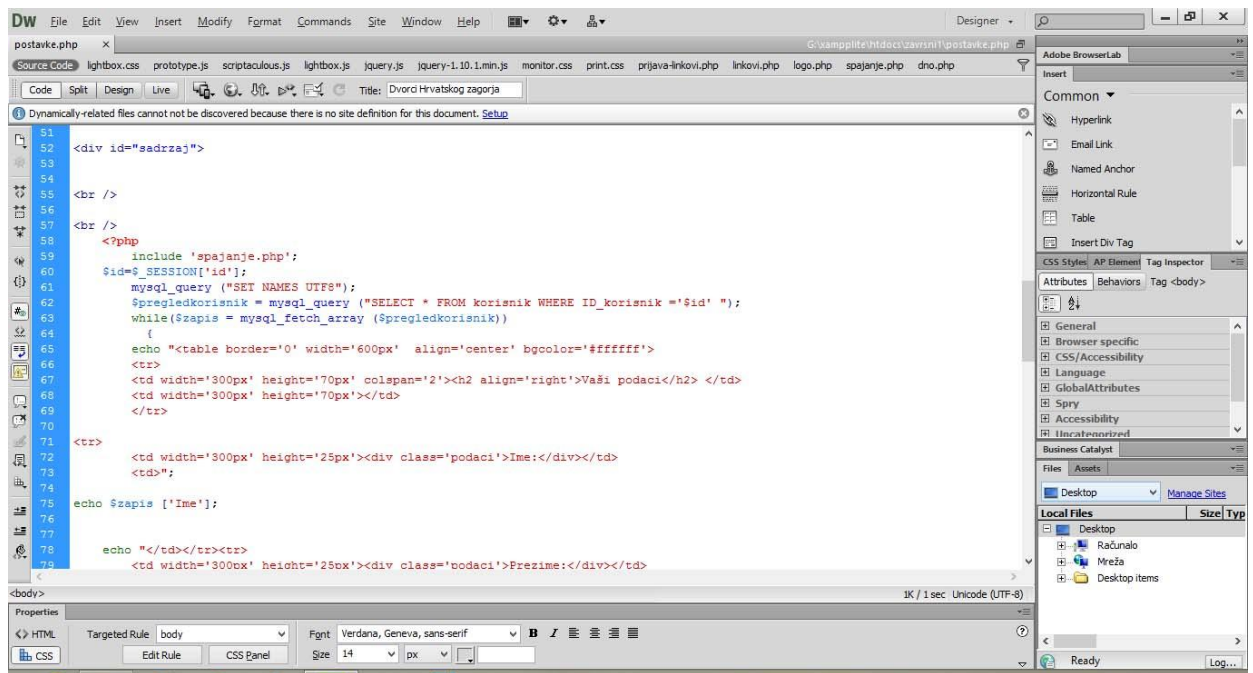 DW File Edit View Insert Modify Format Commands Site Window Help Designer
postavke.php × G:\xampplite\htdocs\zavrsni1\postavke.php
Source Code lightbox.css prototype.js scriptaculous.js lightbox.js jquery.js jquery-1.10.1.min.js monitor.css print.css prijava-linkovi.php linkovi.php logo.php spajanje.php dno.php
Code Split Design Live Title: Dvorci Hrvatskog zagorja
Dynamically-related files cannot not be discovered because there is no site definition for this document. Setup
51
52 <div id="sadrzaj">
53
54
55 <br />
56
57 <br />
58 <?php
59 include 'spajanje.php';
60 $id=$_SESSION['id'];
61 mysql_query ("SET NAMES UTF8");
62 $pregledkorisnik = mysql_query ("SELECT * FROM korisnik WHERE ID_korisnik ='$id' ");
63 while($zapis = mysql_fetch_array ($pregledkorisnik))
64 {
65 echo "<table border='0' width='600px' align='center' bgcolor='#ffffff'>
66 <tr>
67 <td width='300px' height='70px' colspan='2'><h2 align='right'>Vaši podaci</h2> </td>
68 <td width='300px' height='70px'></td>
69 </tr>
70
71 <tr>
72 <td width='300px' height='25px'><div class='podaci'>Ime:</div></td>
73 <td>";
74
75 echo $zapis ['Ime'];
76
77
78 echo "</td></tr><tr>
79 <td width='300px' height='25px'><div class='podaci'>Prezime:</div></td>
<body> 1K / 1 sec Unicode (UTF-8)
Properties
<> HTML Targeted Rule body Font Verdana, Geneva, sans-serif B I
CSS Edit Rule CSS Panel Size 14 px
Adobe BrowserLab
Insert
Common
Hyperlink
Email Link
Named Anchor
Horizontal Rule
Table
Insert Div Tag
CSS Styles AP Element Tag Inspector
Attributes Behaviors Tag <body>
General
Browser specific
CSS/Accessibility
Language
GlobalAttributes
Spry
Accessibility
Uncategorized
Business Catalyst
Files Assets
Desktop Manage Sites
Local Files Size Typ
Desktop
Računalo
Mreža
Desktop items
Ready Log...